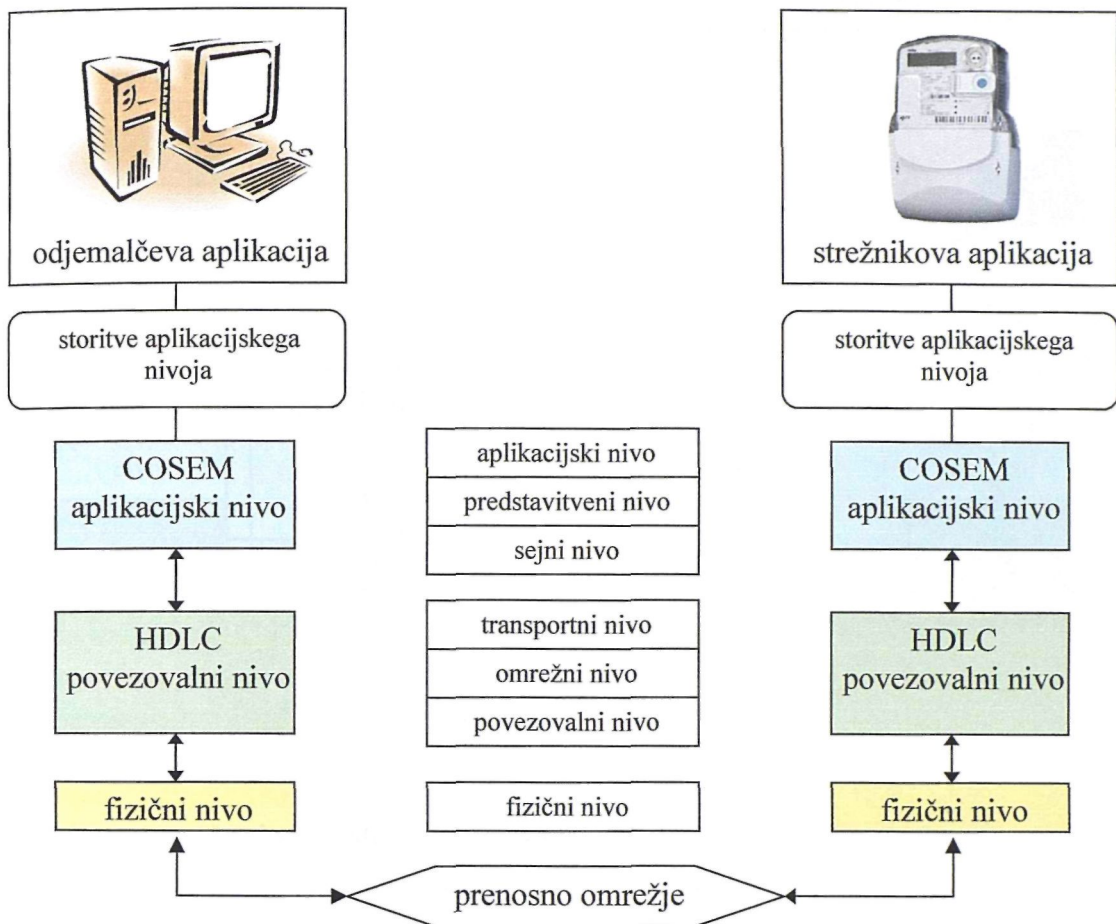 odjemalčeva aplikacija
storitve aplikacijskega
nivoja
COSEM
aplikacijski nivo
HDLC
povezovalni nivo
fizični nivo
aplikacijski nivo
predstavitveni nivo
sejni nivo
transportni nivo
omrežni nivo
povezovalni nivo
fizični nivo
strežnikova aplikacija
storitve aplikacijskega
nivoja
COSEM
aplikacijski nivo
HDLC
povezovalni nivo
fizični nivo
prenosno omrežje